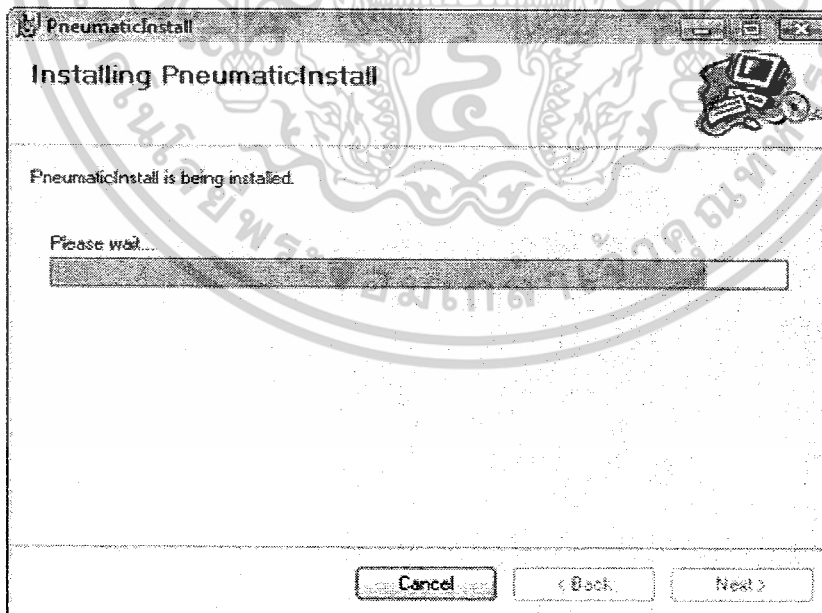 PneumaticInstall
Installing PneumaticInstall
PneumaticInstall is being installed.
Please wait...
Cancel
< Back
Next >